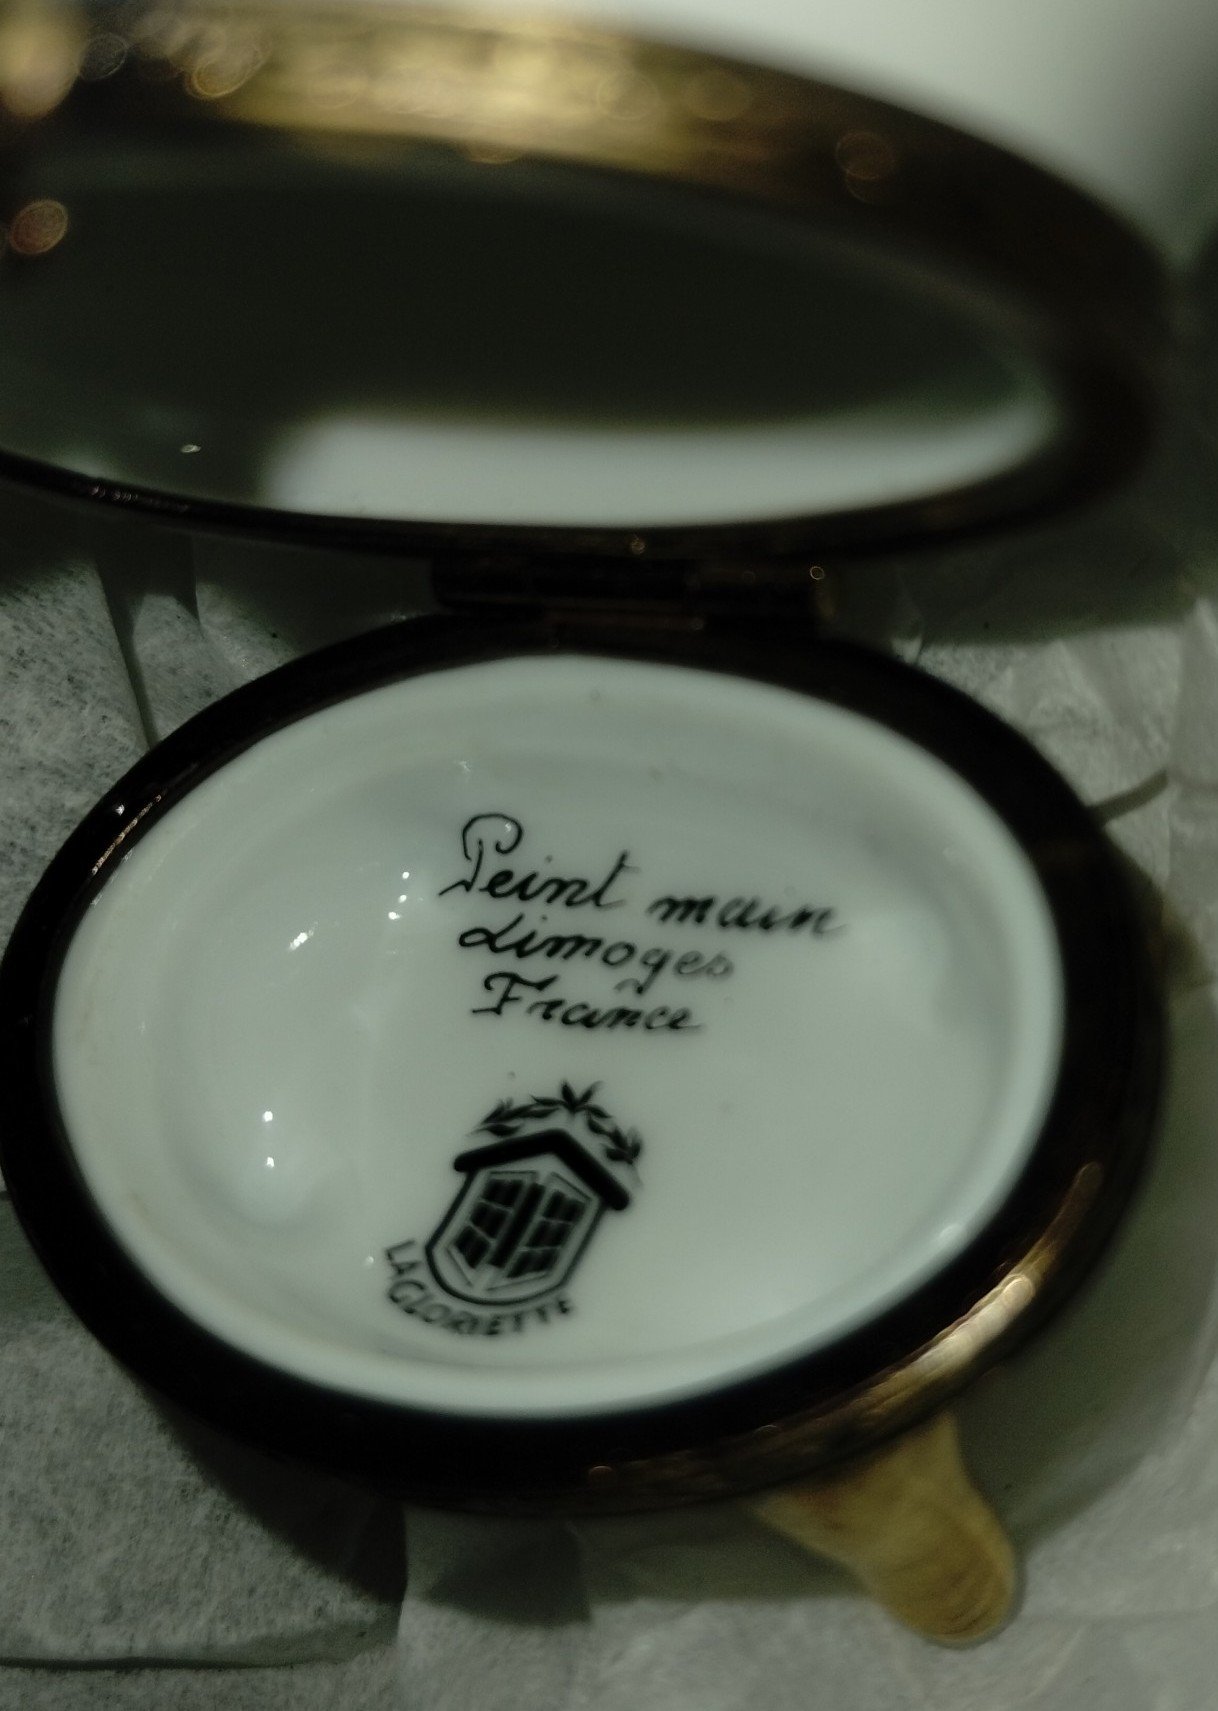 Peint main
Limoges
France
LA GLORIETTE